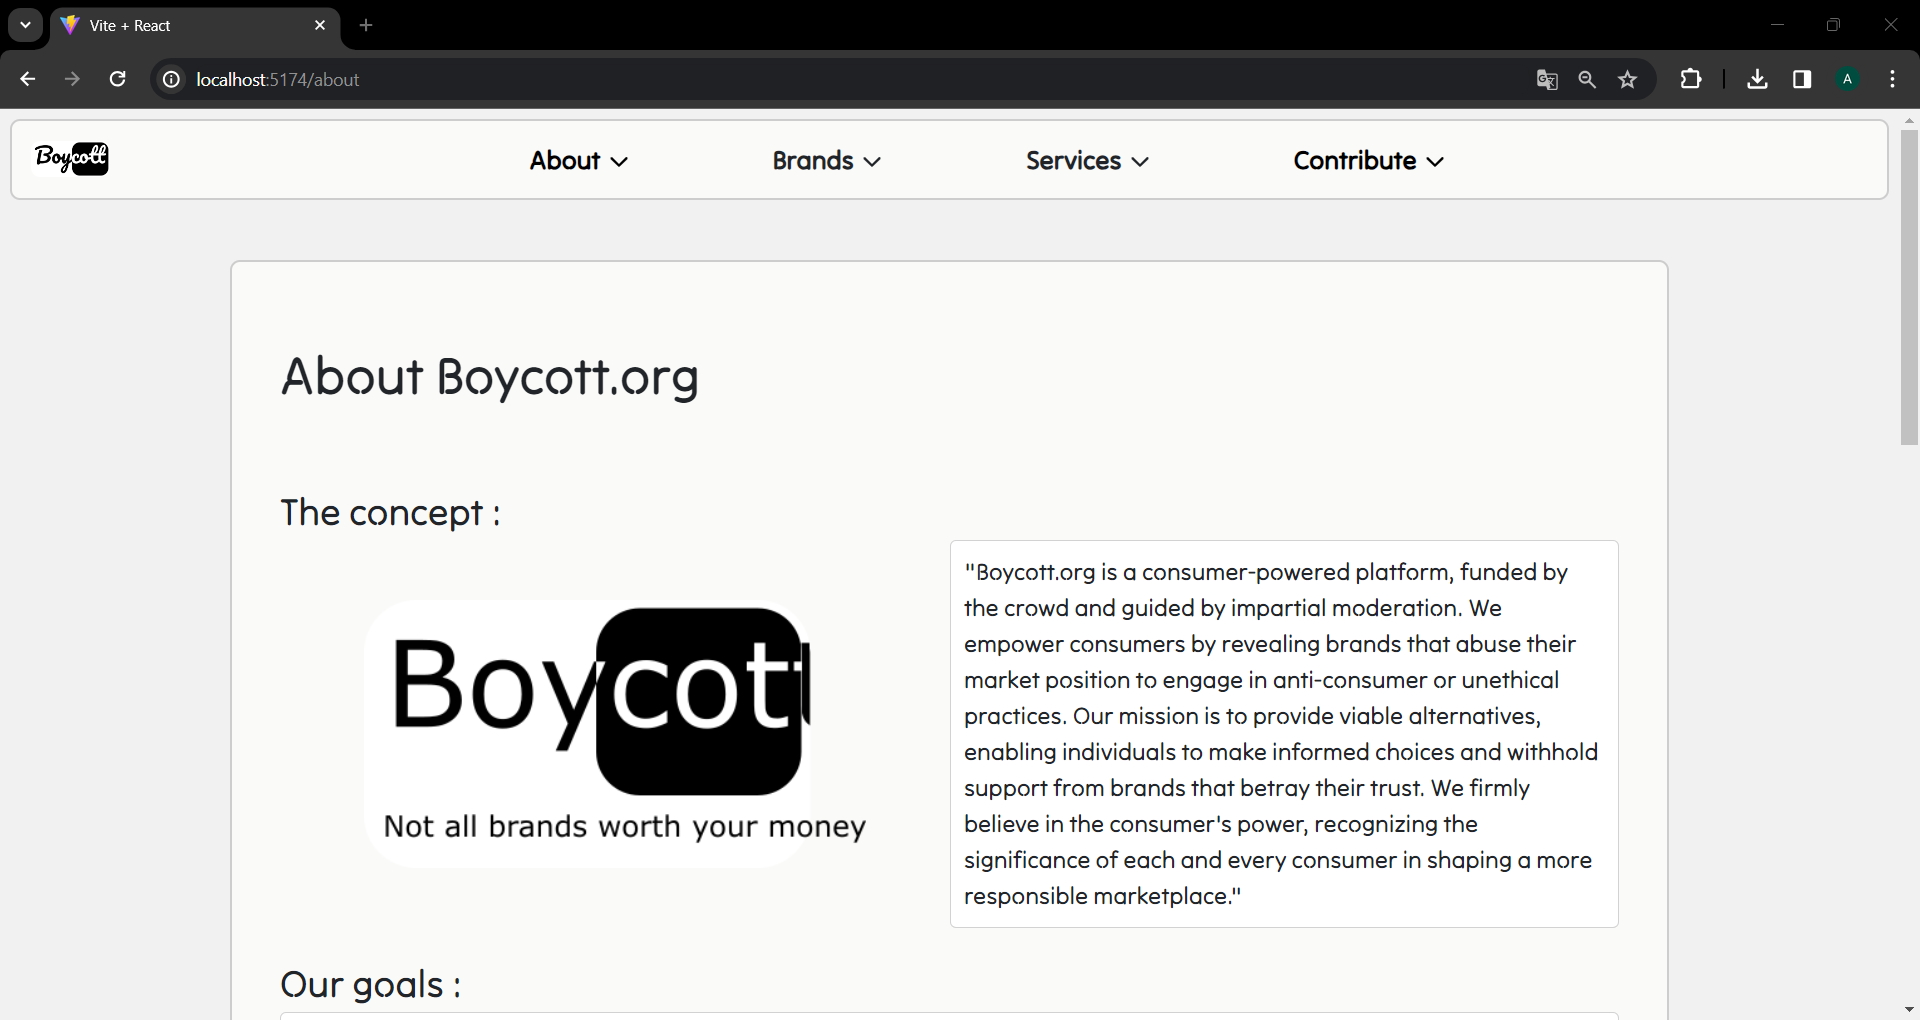 Vite + React
localhost:5174/about
A
Boycott
About
Brands
Services
Contribute
About Boycott.org
The concept :
Boycott
Not all brands worth your money
"Boycott.org is a consumer-powered platform, funded by
the crowd and guided by impartial moderation. We
empower consumers by revealing brands that abuse their
market position to engage in anti-consumer or unethical
practices. Our mission is to provide viable alternatives,
enabling individuals to make informed choices and withhold
support from brands that betray their trust. We firmly
believe in the consumer's power, recognizing the
significance of each and every consumer in shaping a more
responsible marketplace."
Our goals :